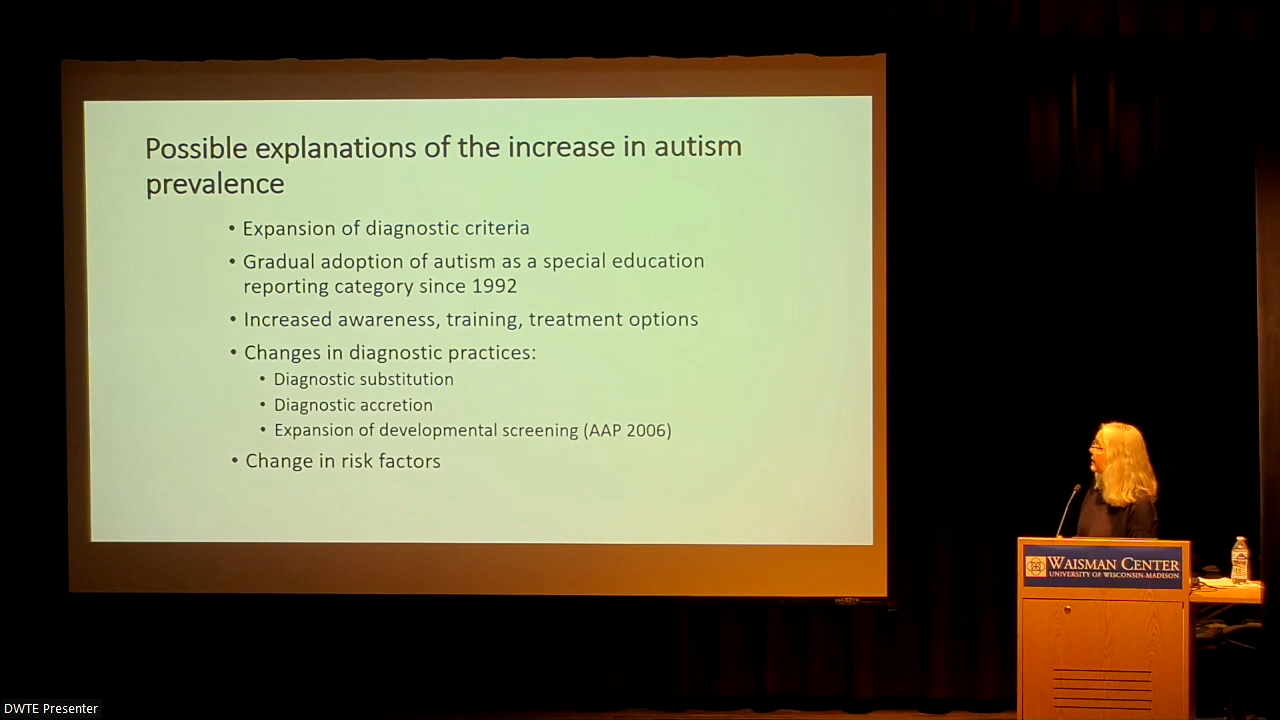 Possible explanations of the increase in autism
prevalence
• Expansion of diagnostic criteria
• Gradual adoption of autism as a special education
reporting category since 1992
• Increased awareness, training, treatment options
• Changes in diagnostic practices:
• Diagnostic substitution
• Diagnostic accretion
• Expansion of developmental screening (AAP 2006)
• Change in risk factors
WAISMAN CENTER
UNIVERSITY OF WISCONSIN-MADISON
DWTE Presenter